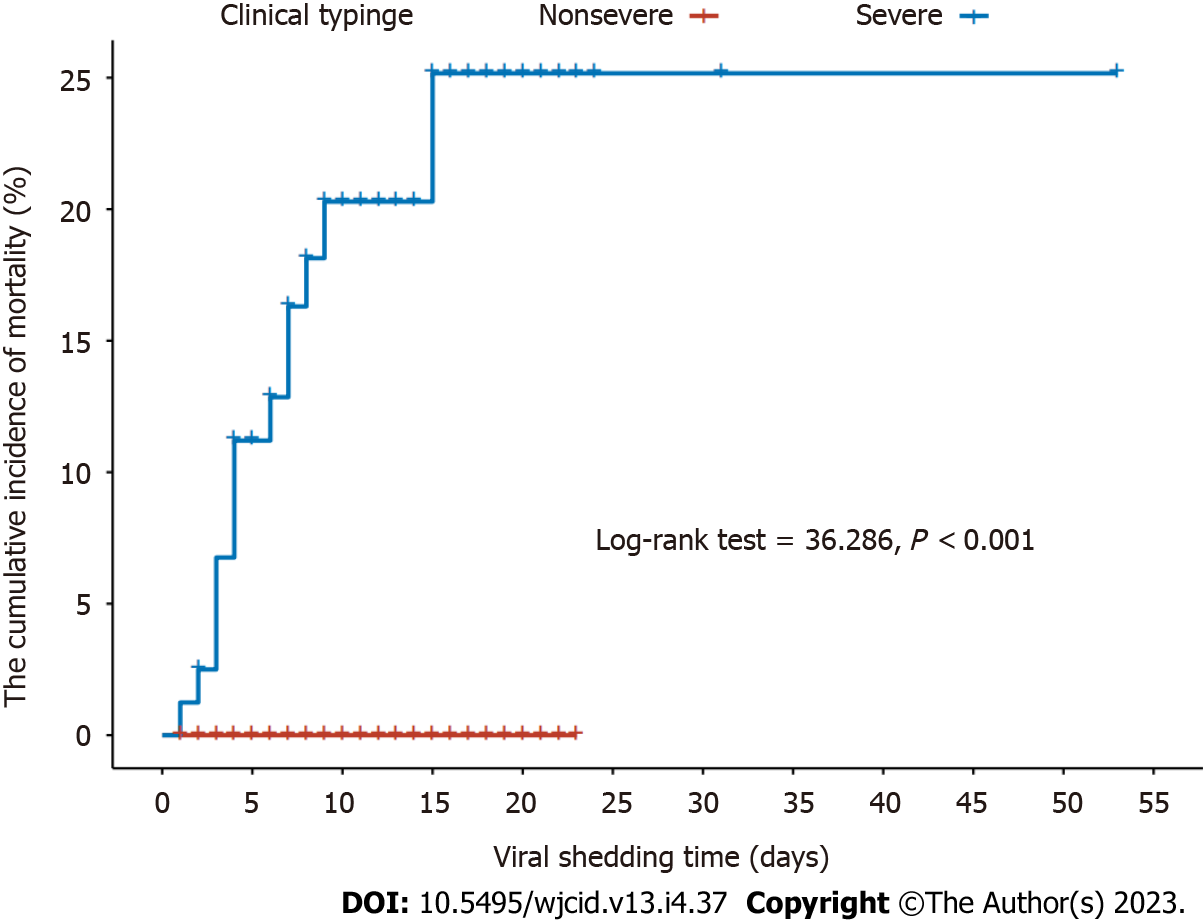 Clinical typinge Nonsevere Severe
The cumulative incidence of mortality (%)
25
20
15
10
5
0
Log-rank test = 36.286, P < 0.001
0 5 10 15 20 25 30 35 40 45 50 55
Viral shedding time (days)
DOI: 10.5495/wjcid.v13.i4.37 Copyright ©The Author(s) 2023.